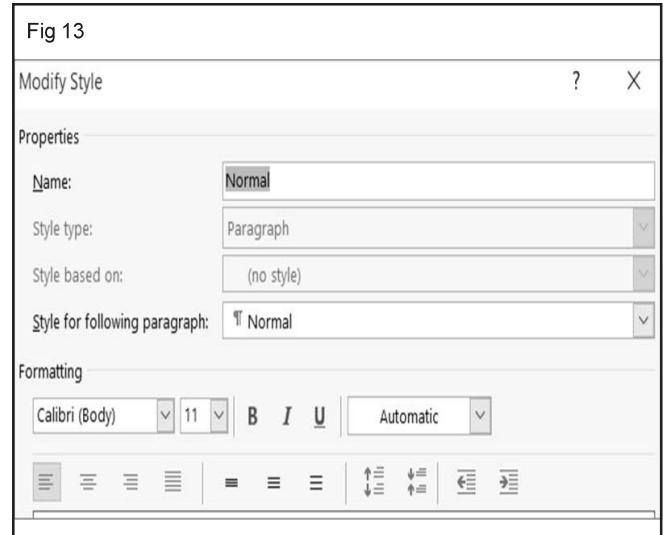 Fig 13
Modify Style ? X
Properties
Name: Normal
Style type: Paragraph
Style based on: (no style)
Style for following paragraph: ¶ Normal
Formatting
Calibri (Body) 11 B I U Automatic